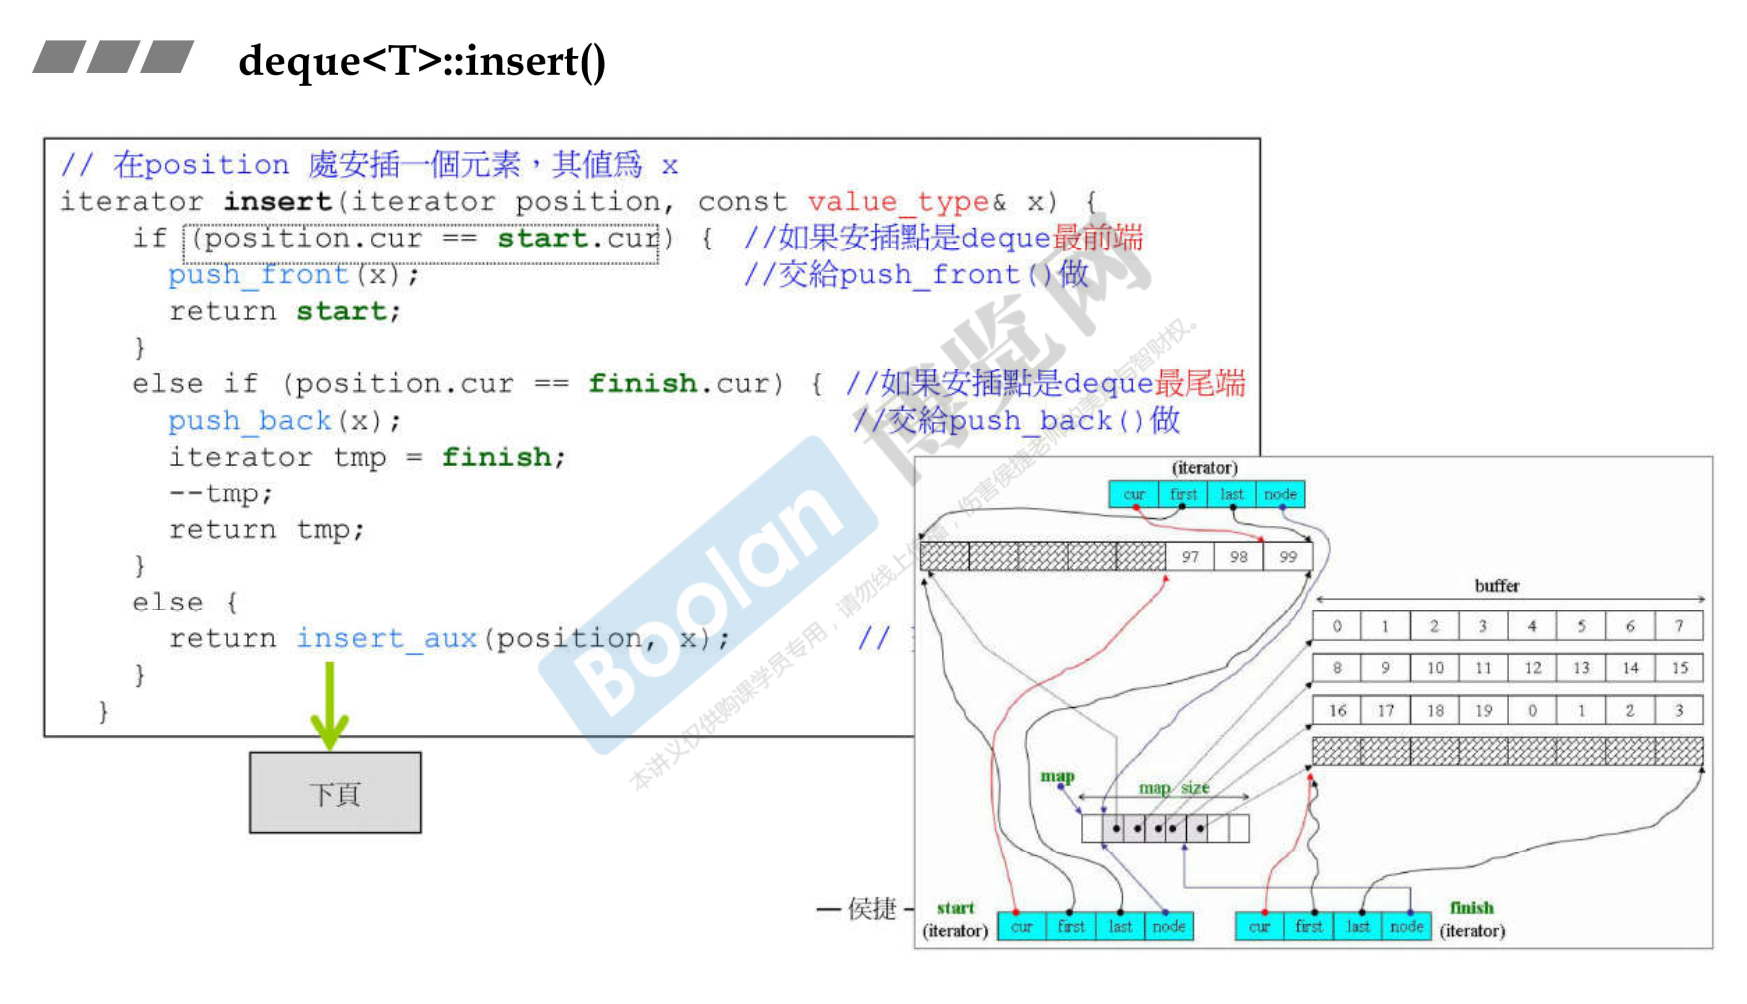 deque<T>::insert()
// 在position 處安插一個元素，其值為 x
iterator insert(iterator position, const value_type& x) {
if (position.cur == start.cur) { //如果安插點是deque最前端
push_front(x); //交給push_front()做
return start;
}
else if (position.cur == finish.cur) { //如果安插點是deque最尾端
push_back(x); //交給push_back()做
iterator tmp = finish;
--tmp;
return tmp;
}
else {
return insert_aux(position, x); //
}
}
下頁
(iterator)
cur first last node
97 98 99
buffer
0 1 2 3 4 5 6 7
8 9 10 11 12 13 14 15
16 17 18 19 0 1 2 3
map
map size
— 侯捷 –
start
(iterator)
cur first last node
cur first last node
finish
(iterator)
Boolan
博览网
本讲义仅供购课学员专用，请勿线上传播，伤害侯捷老师的美意与智财权。